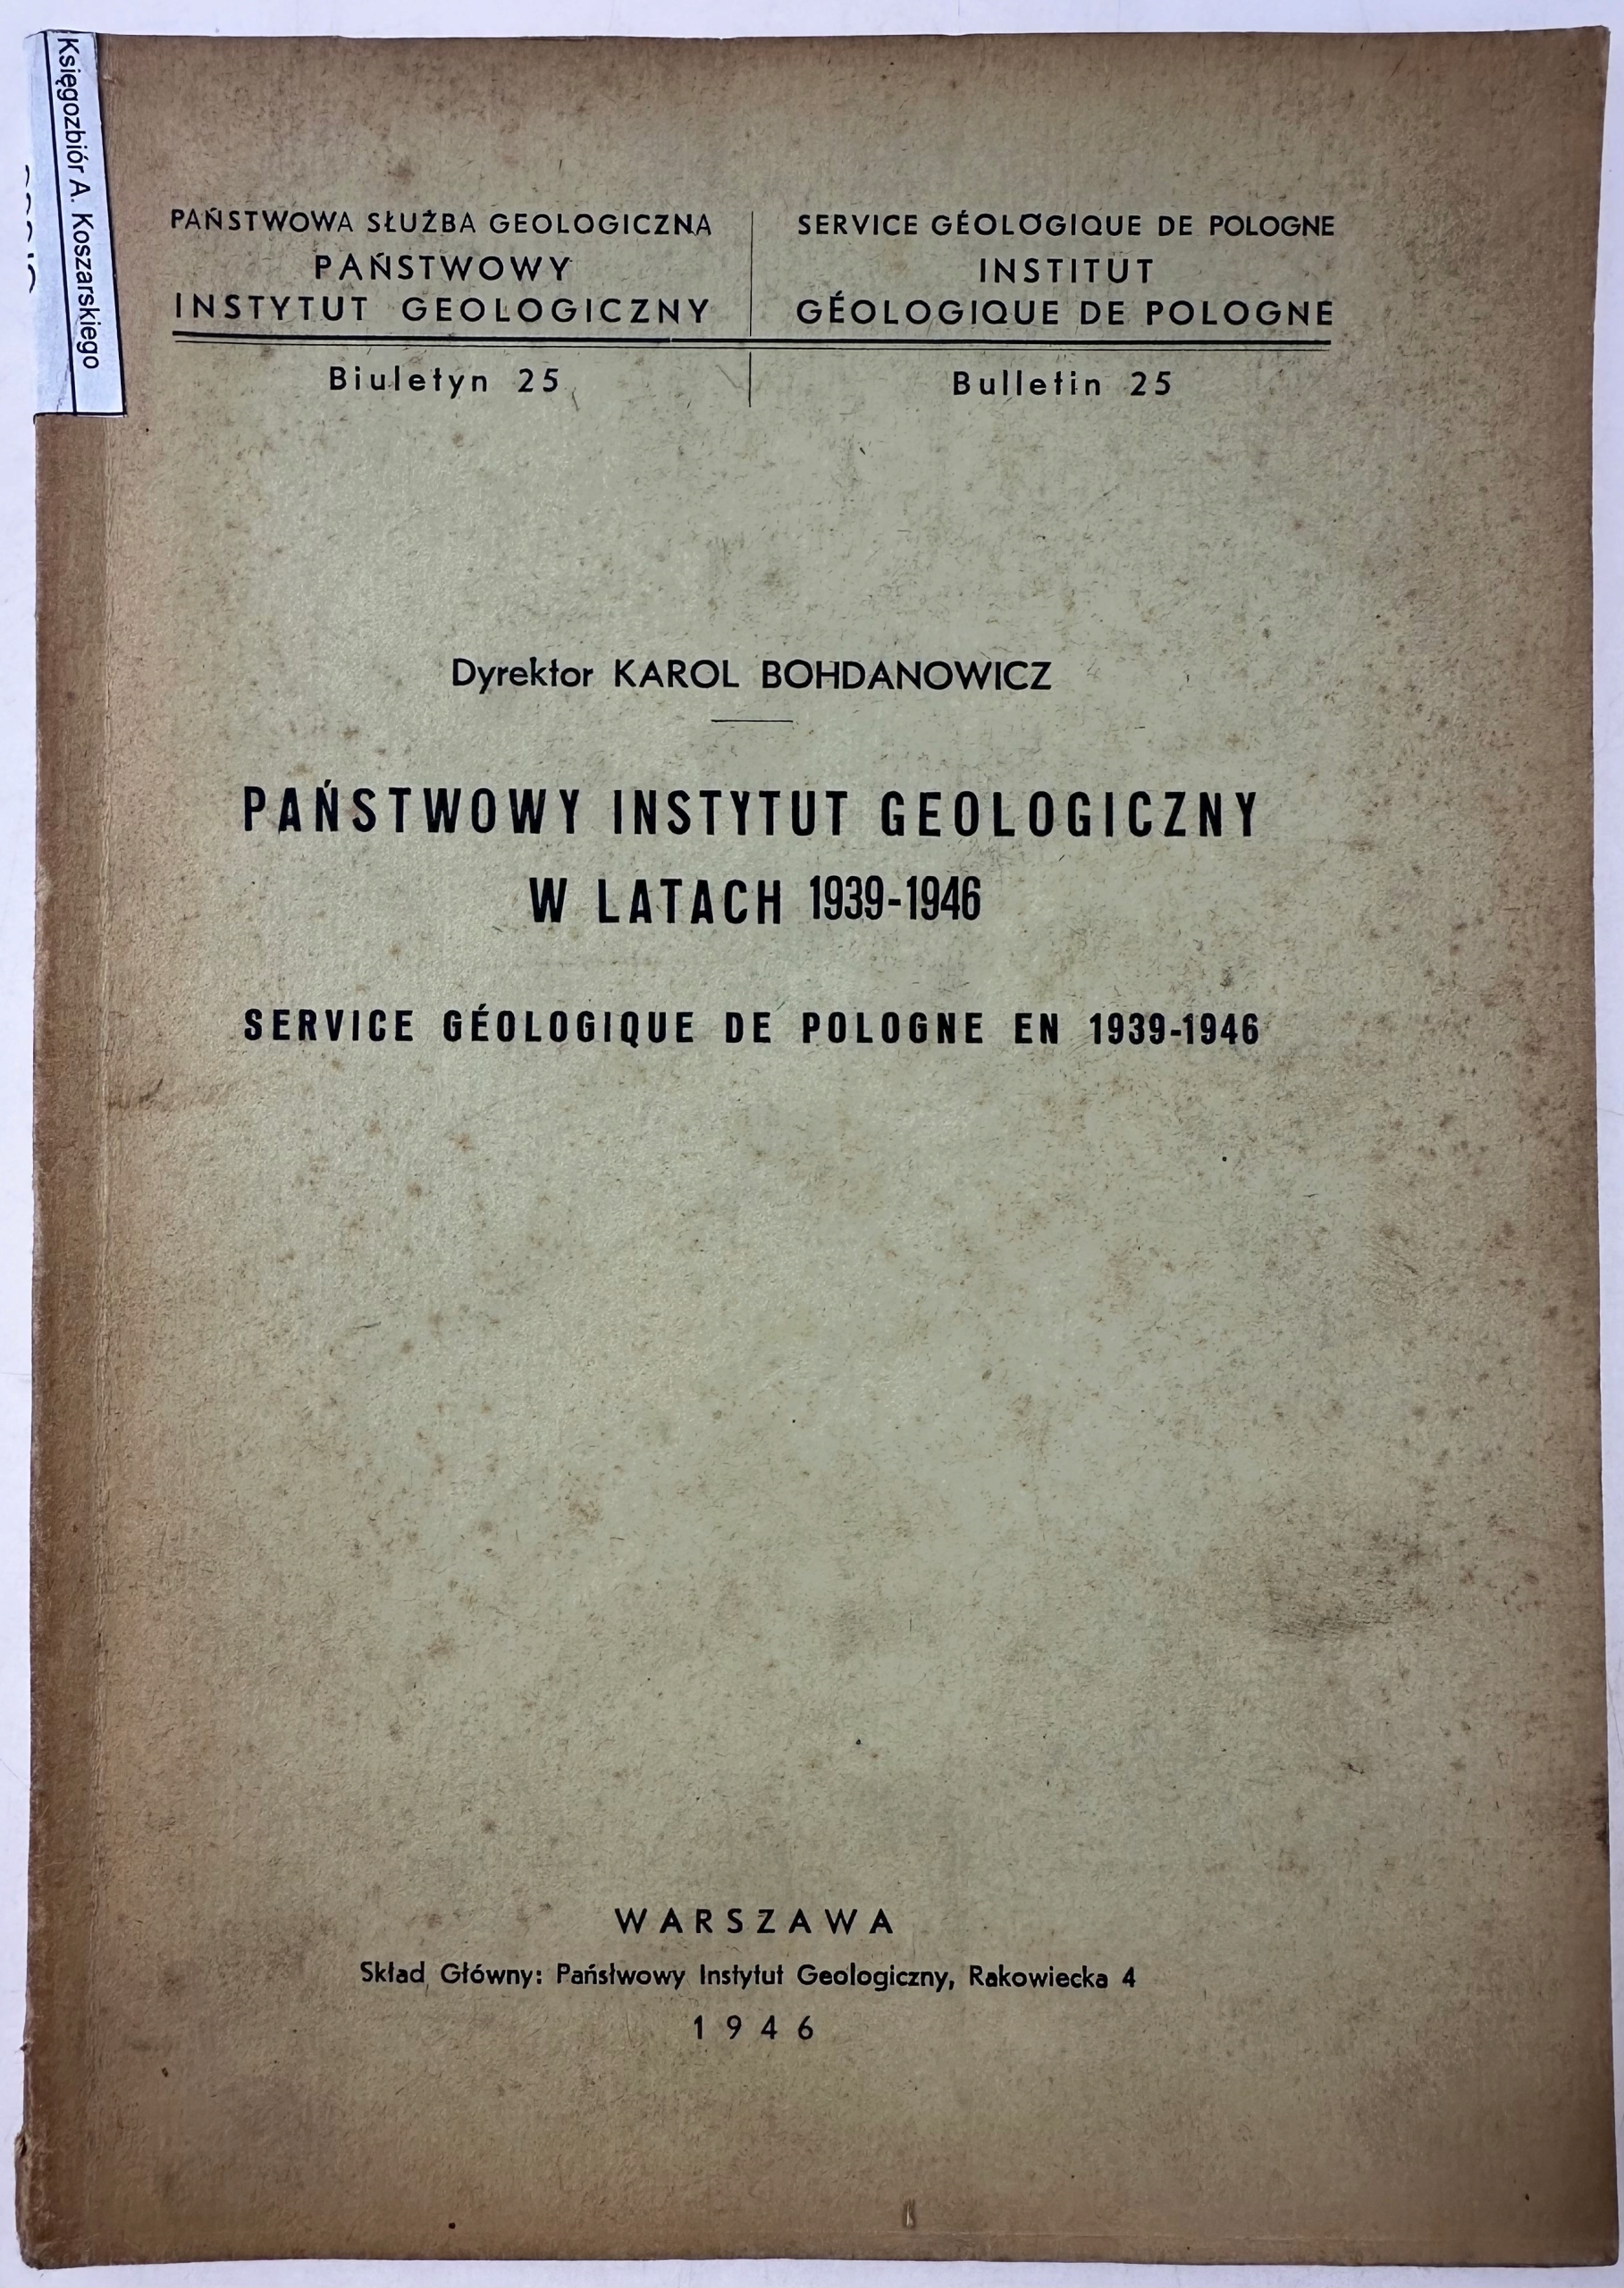 Księgozbiór A. Koszarskiego
PAŃSTWOWA SŁUŻBA GEOLOGICZNA
PAŃSTWOWY
INSTYTUT GEOLOGICZNY
Biuletyn 25
SERVICE GÉOLOGIQUE DE POLOGNE
INSTITUT
GÉOLOGIQUE DE POLOGNE
Bulletin 25
Dyrektor KAROL BOHDANOWICZ
PAŃSTWOWY INSTYTUT GEOLOGICZNY
W LATACH 1939-1946
SERVICE GÉOLOGIQUE DE POLOGNE EN 1939-1946
WARSZAWA
Skład Główny: Państwowy Instytut Geologiczny, Rakowiecka 4
1946